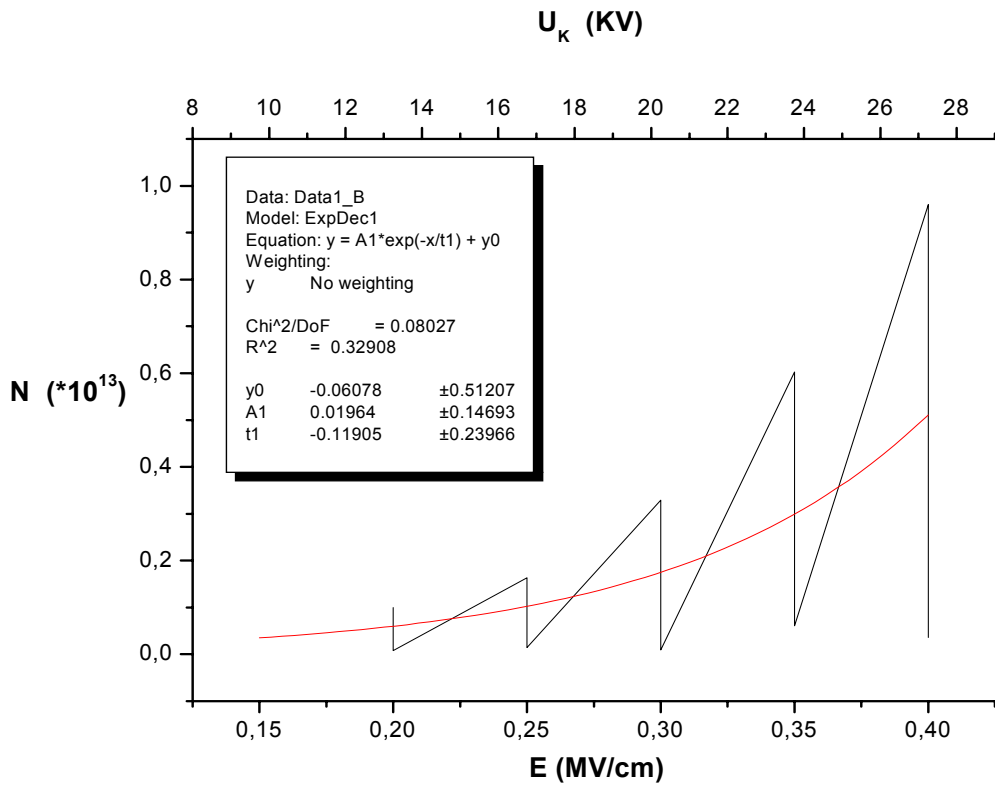 U_K (KV)
8 10 12 14 16 18 20 22 24 26 28
Data: Data1_B
Model: ExpDec1
Equation: y = A1*exp(-x/t1) + y0
Weighting:
y No weighting
Chi^2/DoF = 0.08027
R^2 = 0.32908
y0 -0.06078 ±0.51207
A1 0.01964 ±0.14693
t1 -0.11905 ±0.23966
1,0
0,8
0,6
N (*10^13)
0,4
0,2
0,0
0,15 0,20 0,25 0,30 0,35 0,40
E (MV/cm)